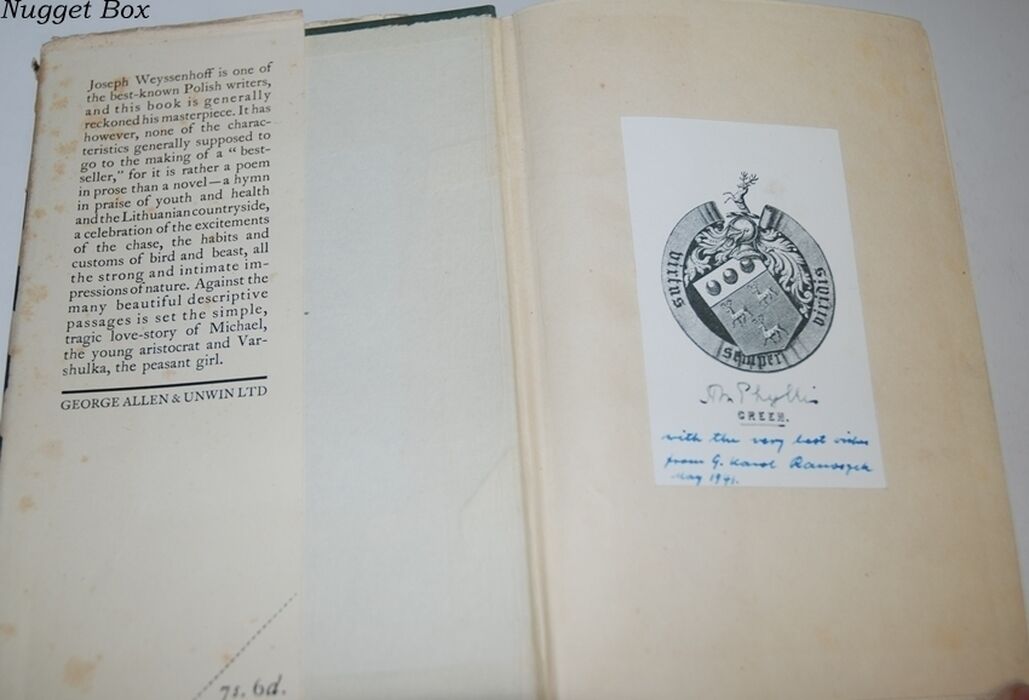 Nugget Box
Joseph Weyssenhoff is one of
the best-known Polish writers,
and this book is generally
reckoned his masterpiece. It has
however, none of the charac-
teristics generally supposed to
go to the making of a "best-
seller," for it is rather a poem
in prose than a novel—a hymn
in praise of youth and health
and the Lithuanian countryside,
a celebration of the excitements
of the chase, the habits and
customs of bird and beast, all
the strong and intimate im-
pressions of nature. Against the
many beautiful descriptive
passages is set the simple,
tragic love-story of Michael,
the young aristocrat and Var-
shulka, the peasant girl.
GEORGE ALLEN & UNWIN LTD
7s. 6d.
virtus
semper
viridis
Phyllis
GREEN.
with the very best wishes
from G. Karol
May 1941.